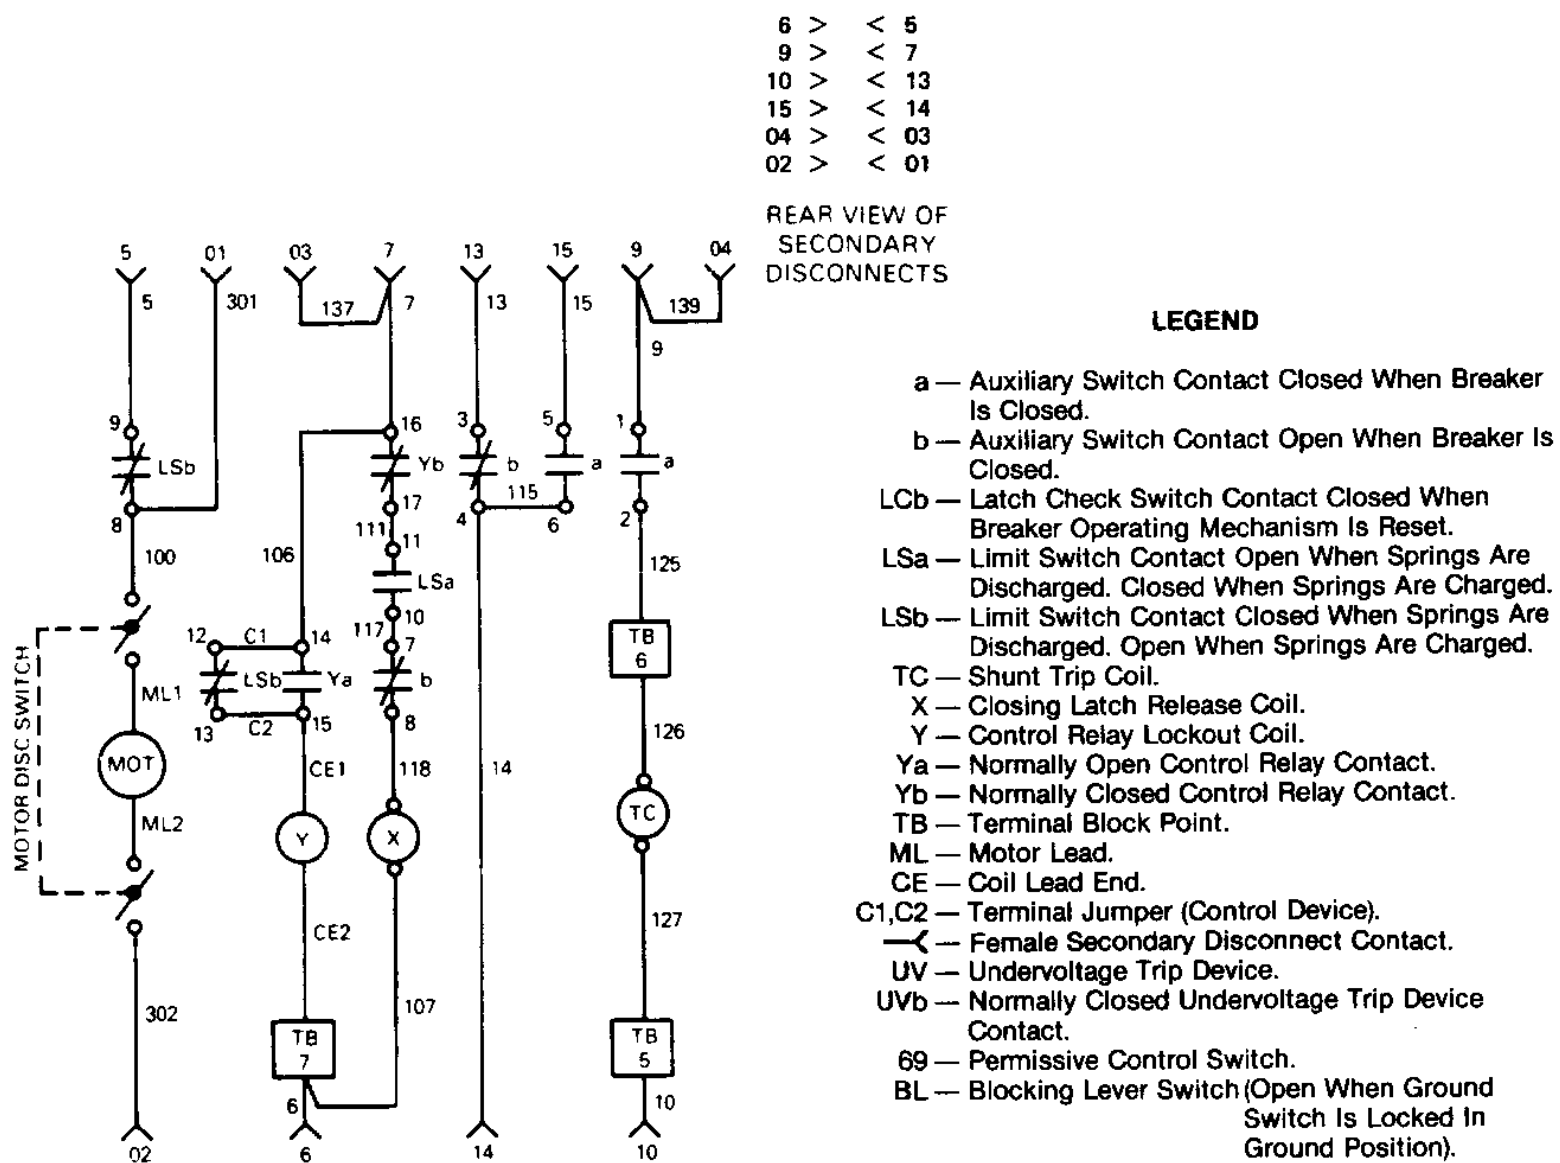 6 > < 5
9 > < 7
10 > < 13
15 > < 14
04 > < 03
02 > < 01
REAR VIEW OF
SECONDARY
DISCONNECTS
5 01 03 7 13 15 9 04
5 301 137 7 13 15 139
9
9 16 3 5 1
LSb Yb b a a
8 17 4 115 6 2
111 11
100 106 LSa 125
10
117
12 C1 14 7 TB
6
LSb Ya b
ML1
13 C2 15 8
MOTOR DISC SWITCH
MOT CE1 118 14 126
ML2 Y X TC
CE2 127
302 107
TB
7
TB
5
6 10
02 6 14 10
LEGEND
a — Auxiliary Switch Contact Closed When Breaker
Is Closed.
b — Auxiliary Switch Contact Open When Breaker Is
Closed.
LCb — Latch Check Switch Contact Closed When
Breaker Operating Mechanism Is Reset.
LSa — Limit Switch Contact Open When Springs Are
Discharged. Closed When Springs Are Charged.
LSb — Limit Switch Contact Closed When Springs Are
Discharged. Open When Springs Are Charged.
TC — Shunt Trip Coil.
X — Closing Latch Release Coil.
Y — Control Relay Lockout Coil.
Ya — Normally Open Control Relay Contact.
Yb — Normally Closed Control Relay Contact.
TB — Terminal Block Point.
ML — Motor Lead.
CE — Coil Lead End.
C1,C2 — Terminal Jumper (Control Device).
— Female Secondary Disconnect Contact.
UV — Undervoltage Trip Device.
UVb — Normally Closed Undervoltage Trip Device
Contact.
69 — Permissive Control Switch.
BL — Blocking Lever Switch (Open When Ground
Switch Is Locked In
Ground Position).